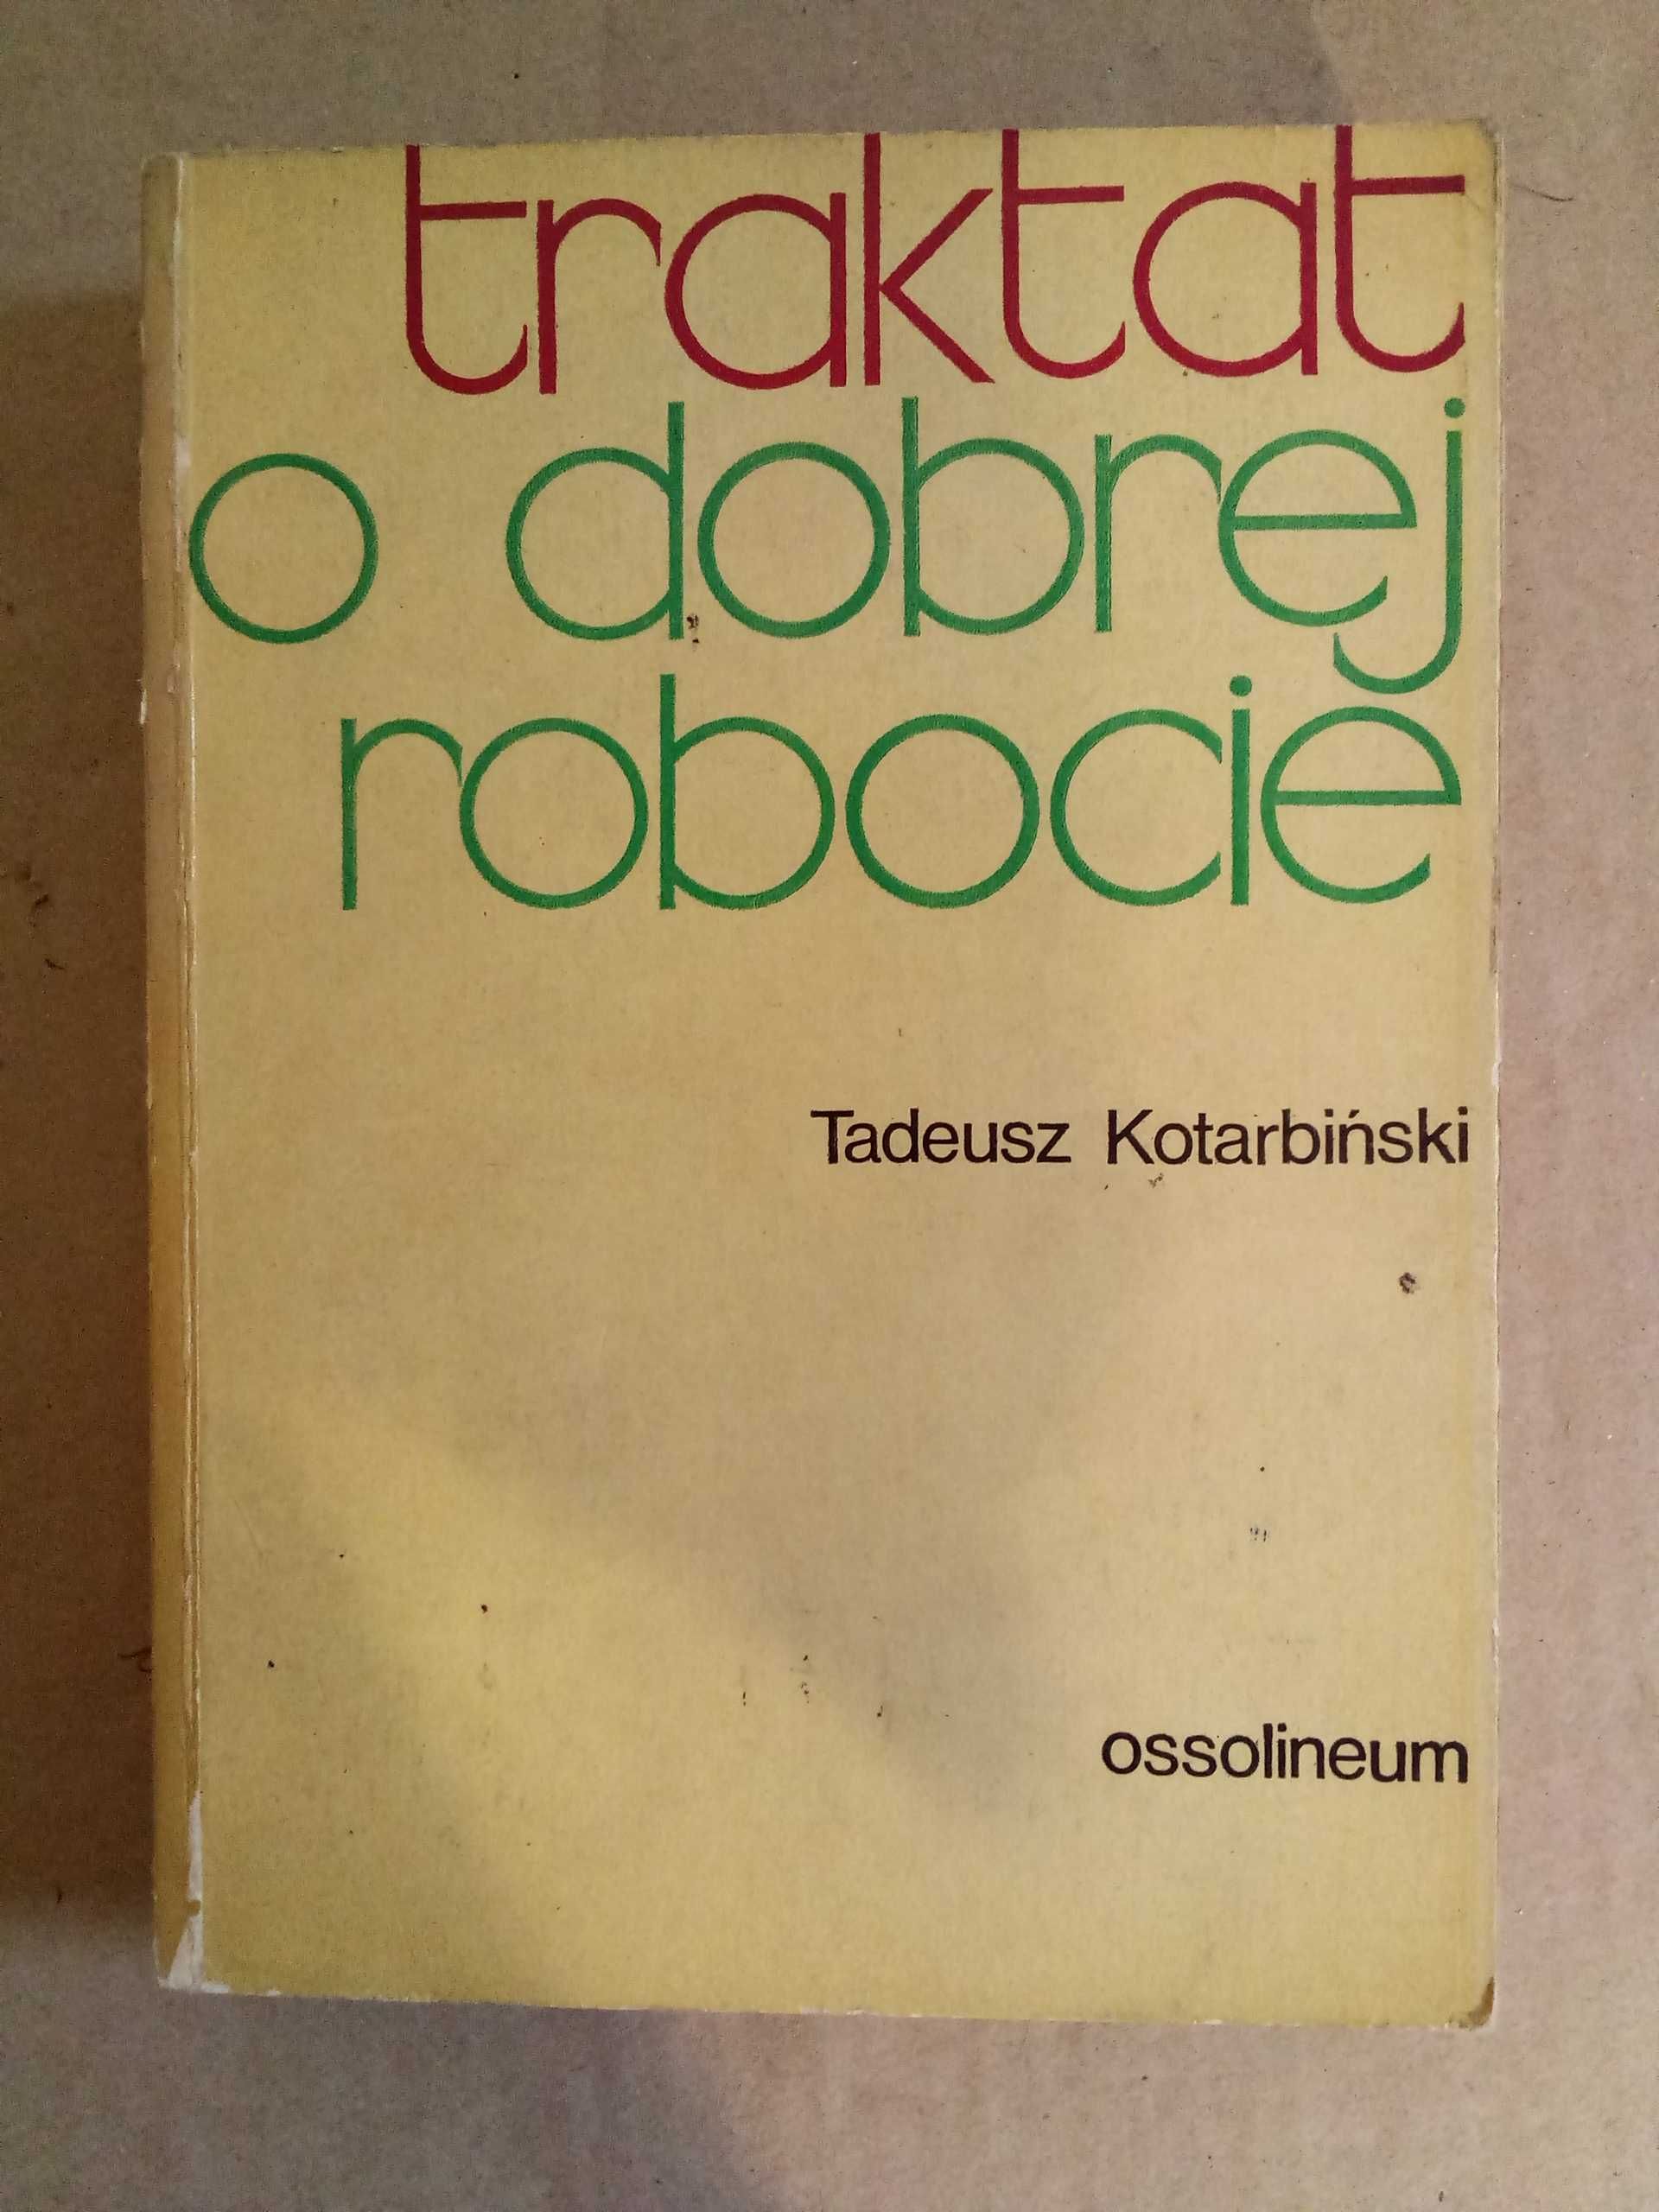 traktat
o dobrej
robocie
Tadeusz Kotarbiński
ossolineum